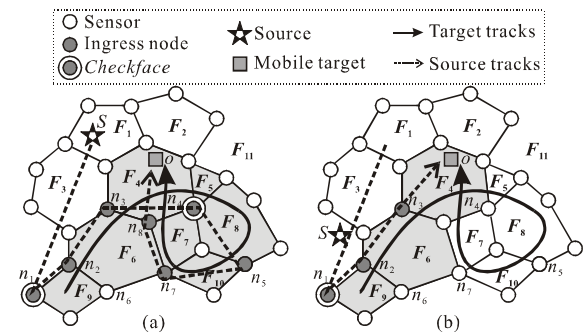 Sensor
Ingress node
Checkface
Source
Mobile target
Target tracks
Source tracks
S F1 F2
F11
F3 F4 o F5
n3 n4 F8
n8 F7
n2 F6
n1 n5
F9 n6 n7 F10
(a)
F1 F2
F11
F3 F4 o F5
n3 n4 F8
S F7
n2 F6
n1 n5
F9 n6 n7 F10
(b)